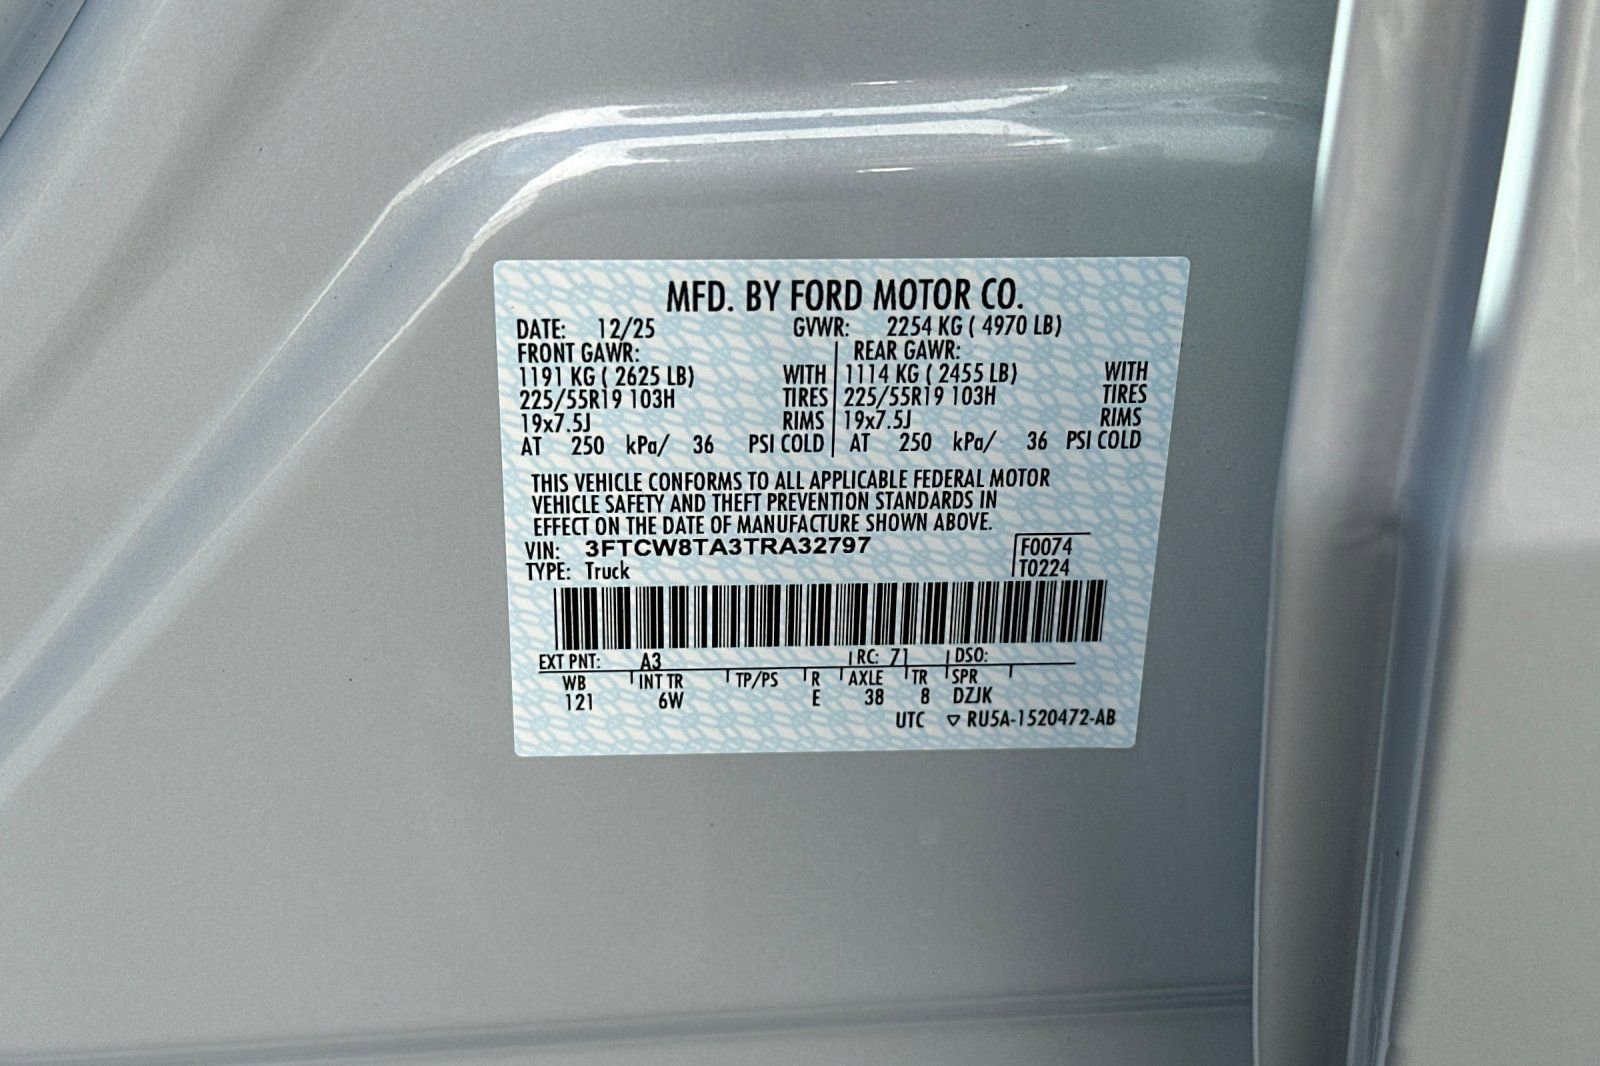 MFD. BY FORD MOTOR CO.
DATE: 12/25 GVWR: 2254 KG ( 4970 LB)
FRONT GAWR: REAR GAWR:
1191 KG ( 2625 LB) WITH 1114 KG ( 2455 LB) WITH
225/55R19 103H TIRES 225/55R19 103H TIRES
19x7.5J RIMS 19x7.5J RIMS
AT 250 kPa/ 36 PSI COLD AT 250 kPa/ 36 PSI COLD
THIS VEHICLE CONFORMS TO ALL APPLICABLE FEDERAL MOTOR
VEHICLE SAFETY AND THEFT PREVENTION STANDARDS IN
EFFECT ON THE DATE OF MANUFACTURE SHOWN ABOVE.
VIN: 3FTCW8TA3TRA32797 F0074
TYPE: Truck T0224
EXT PNT: A3 RC: 71 DSO:
WB INT TR TP/PS R AXLE TR SPR
121 6W E 38 8 DZJK
UTC ▽ RU5A-1520472-AB